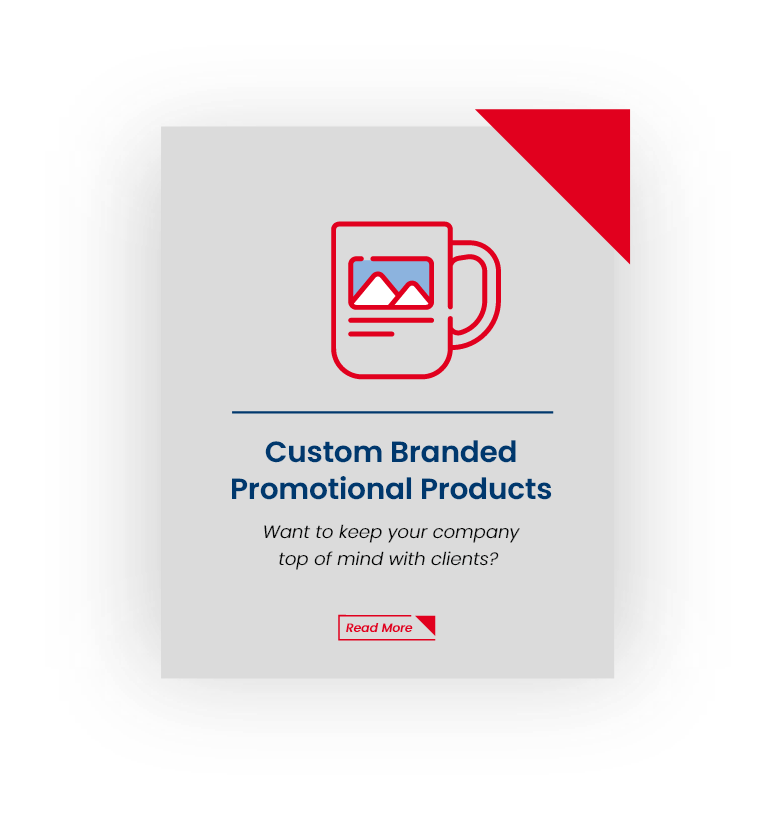 Custom Branded
Promotional Products
Want to keep your company
top of mind with clients?
Read More